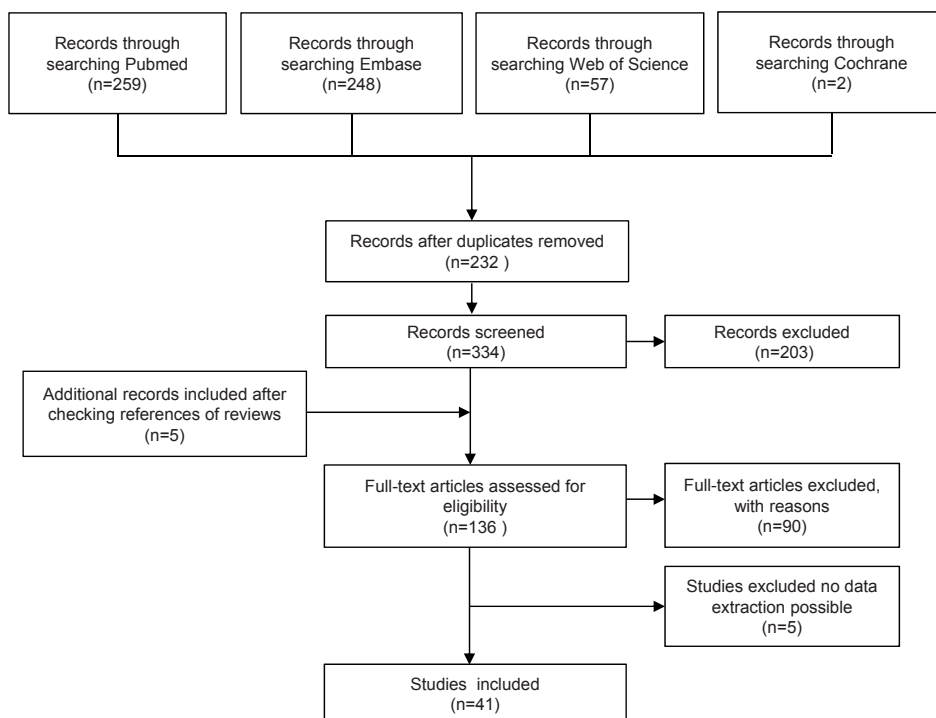 Records through
searching Pubmed
(n=259)
Records through
searching Embase
(n=248)
Records through
searching Web of Science
(n=57)
Records through
searching Cochrane
(n=2)
Records after duplicates removed
(n=232 )
Records screened
(n=334)
Records excluded
(n=203)
Additional records included after
checking references of reviews
(n=5)
Full-text articles assessed for
eligibility
(n=136 )
Full-text articles excluded,
with reasons
(n=90)
Studies excluded no data
extraction possible
(n=5)
Studies included
(n=41)